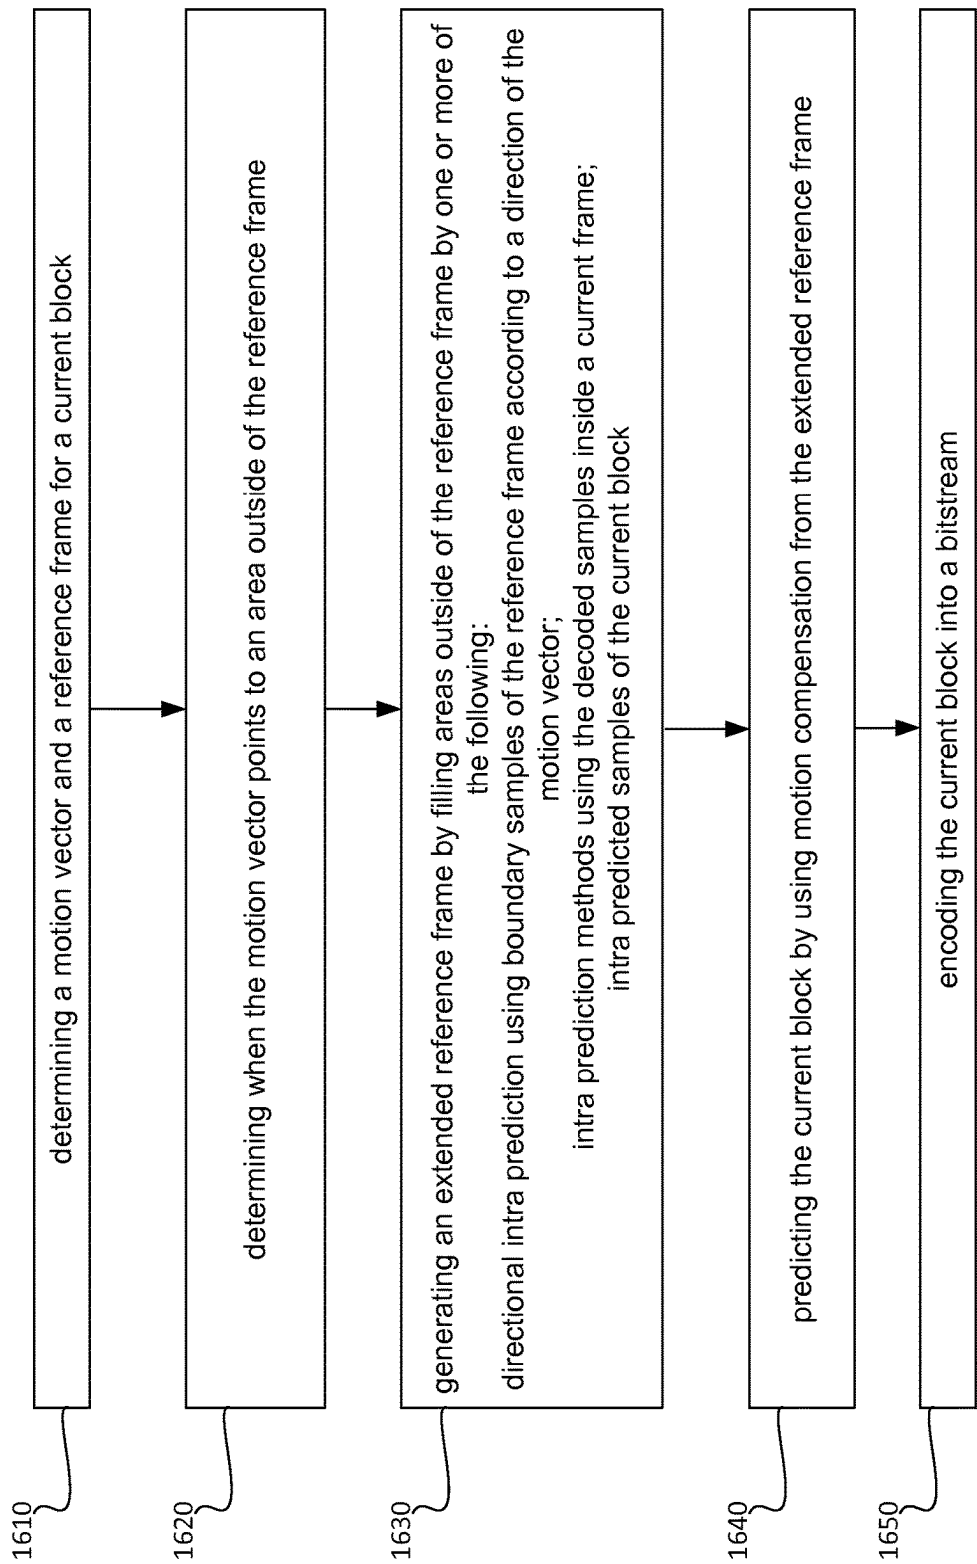 1610
determining a motion vector and a reference frame for a current block
1620
determining when the motion vector points to an area outside of the reference frame
1630
generating an extended reference frame by filling areas outside of the reference frame by one or more of
the following:
directional intra prediction using boundary samples of the reference frame according to a direction of the
motion vector;
intra prediction methods using the decoded samples inside a current frame;
intra predicted samples of the current block
1640
predicting the current block by using motion compensation from the extended reference frame
1650
encoding the current block into a bitstream